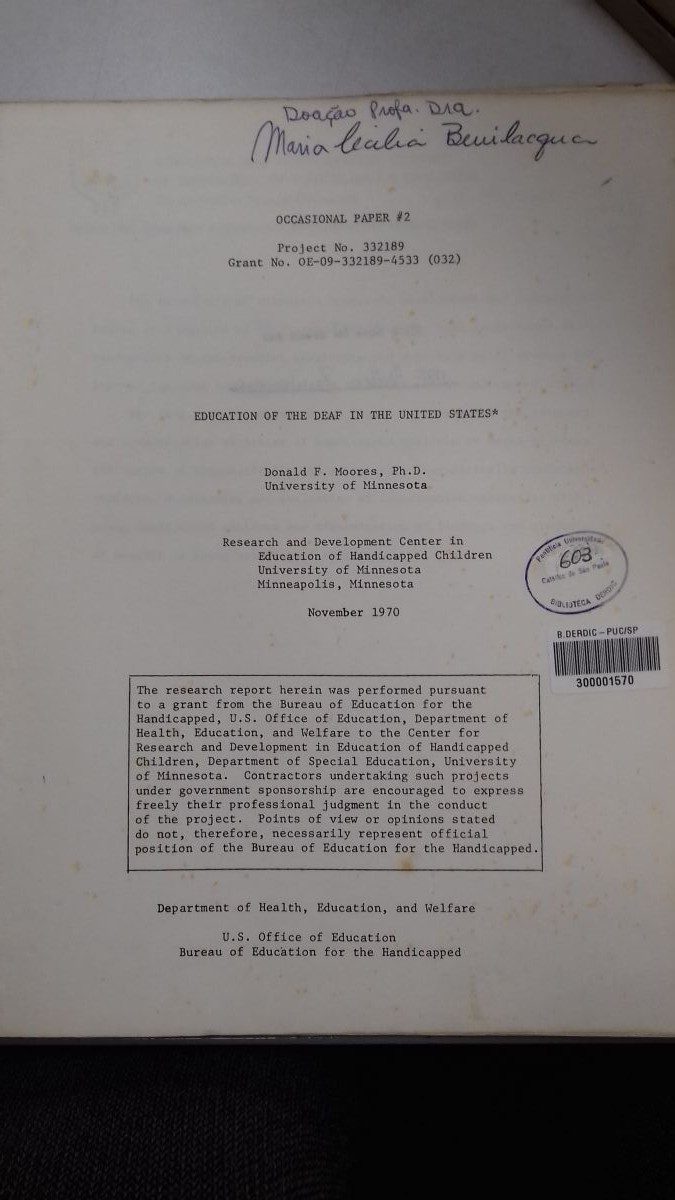 Doação Profa. Dra.
Maria Cecilia Bevilacqua
OCCASIONAL PAPER #2
Project No. 332189
Grant No. OE-09-332189-4533 (032)
EDUCATION OF THE DEAF IN THE UNITED STATES*
Donald F. Moores, Ph.D.
University of Minnesota
Research and Development Center in
Education of Handicapped Children
University of Minnesota
Minneapolis, Minnesota
November 1970
Pontifícia Universidade
603
Católica de São Paulo
BIBLIOTECA DERDIC
B.DERDIC - PUC/SP
300001570
The research report herein was performed pursuant
to a grant from the Bureau of Education for the
Handicapped, U.S. Office of Education, Department of
Health, Education, and Welfare to the Center for
Research and Development in Education of Handicapped
Children, Department of Special Education, University
of Minnesota. Contractors undertaking such projects
under government sponsorship are encouraged to express
freely their professional judgment in the conduct
of the project. Points of view or opinions stated
do not, therefore, necessarily represent official
position of the Bureau of Education for the Handicapped.
Department of Health, Education, and Welfare
U.S. Office of Education
Bureau of Education for the Handicapped